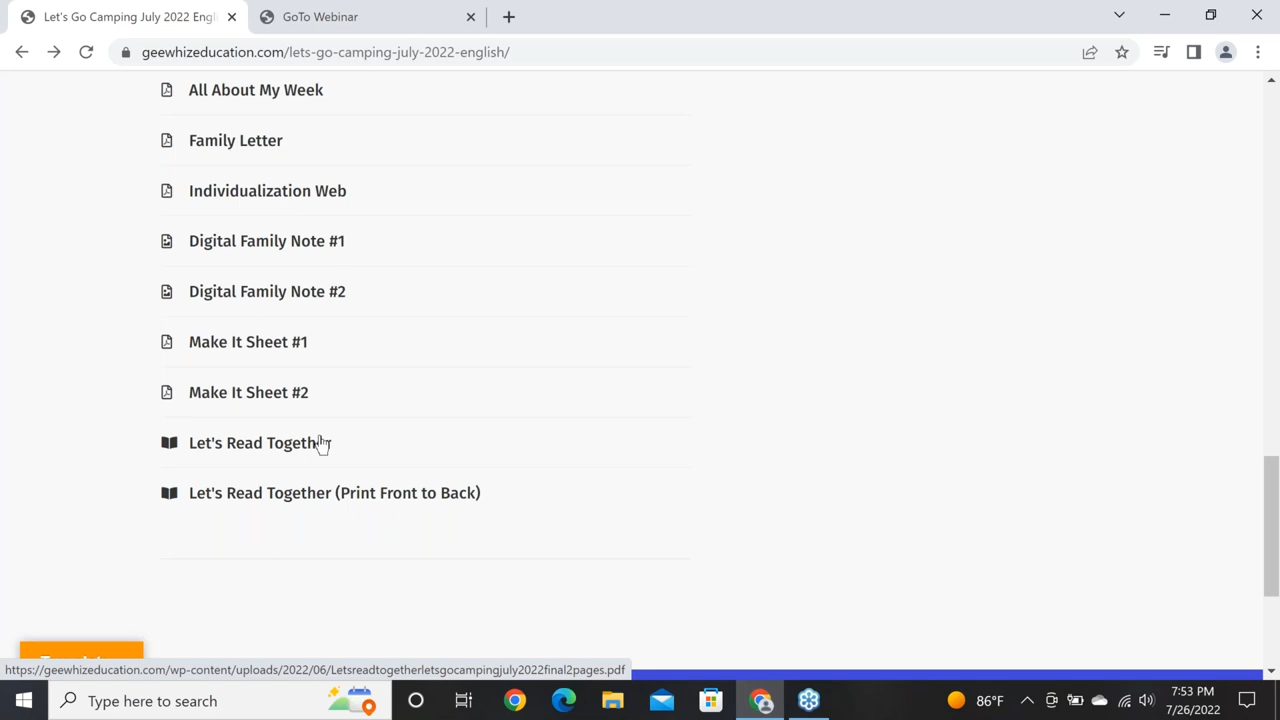 Let's Go Camping July 2022 Engli
GoTo Webinar
geewhizeducation.com/lets-go-camping-july-2022-english/
All About My Week
Family Letter
Individualization Web
Digital Family Note #1
Digital Family Note #2
Make It Sheet #1
Make It Sheet #2
Let's Read Together
Let's Read Together (Print Front to Back)
https://geewhizeducation.com/wp-content/uploads/2022/06/Letsreadtogetherletsgocampingjuly2022final2pages.pdf
Type here to search
86°F
7:53 PM
7/26/2022